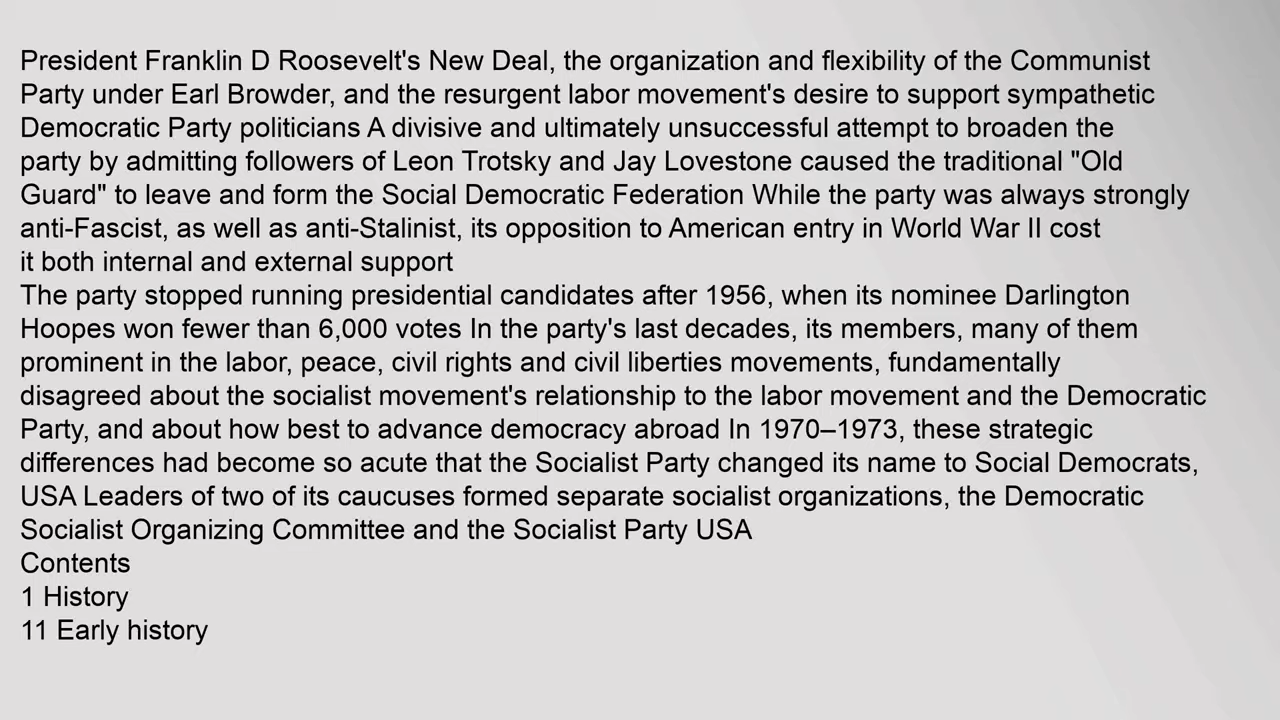 President Franklin D Roosevelt's New Deal, the organization and flexibility of the Communist
Party under Earl Browder, and the resurgent labor movement's desire to support sympathetic
Democratic Party politicians A divisive and ultimately unsuccessful attempt to broaden the
party by admitting followers of Leon Trotsky and Jay Lovestone caused the traditional "Old
Guard" to leave and form the Social Democratic Federation While the party was always strongly
anti-Fascist, as well as anti-Stalinist, its opposition to American entry in World War II cost
it both internal and external support
The party stopped running presidential candidates after 1956, when its nominee Darlington
Hoopes won fewer than 6,000 votes In the party's last decades, its members, many of them
prominent in the labor, peace, civil rights and civil liberties movements, fundamentally
disagreed about the socialist movement's relationship to the labor movement and the Democratic
Party, and about how best to advance democracy abroad In 1970–1973, these strategic
differences had become so acute that the Socialist Party changed its name to Social Democrats,
USA Leaders of two of its caucuses formed separate socialist organizations, the Democratic
Socialist Organizing Committee and the Socialist Party USA
Contents
1 History
11 Early history